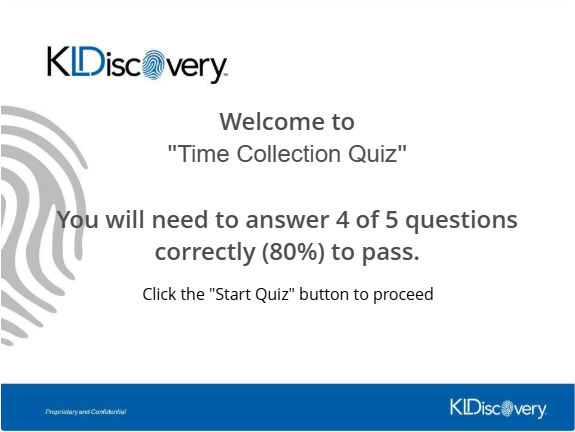 KLDiscovery
Welcome to
"Time Collection Quiz"
You will need to answer 4 of 5 questions
correctly (80%) to pass.
Click the "Start Quiz" button to proceed
Proprietary and Confidential
KLDiscovery